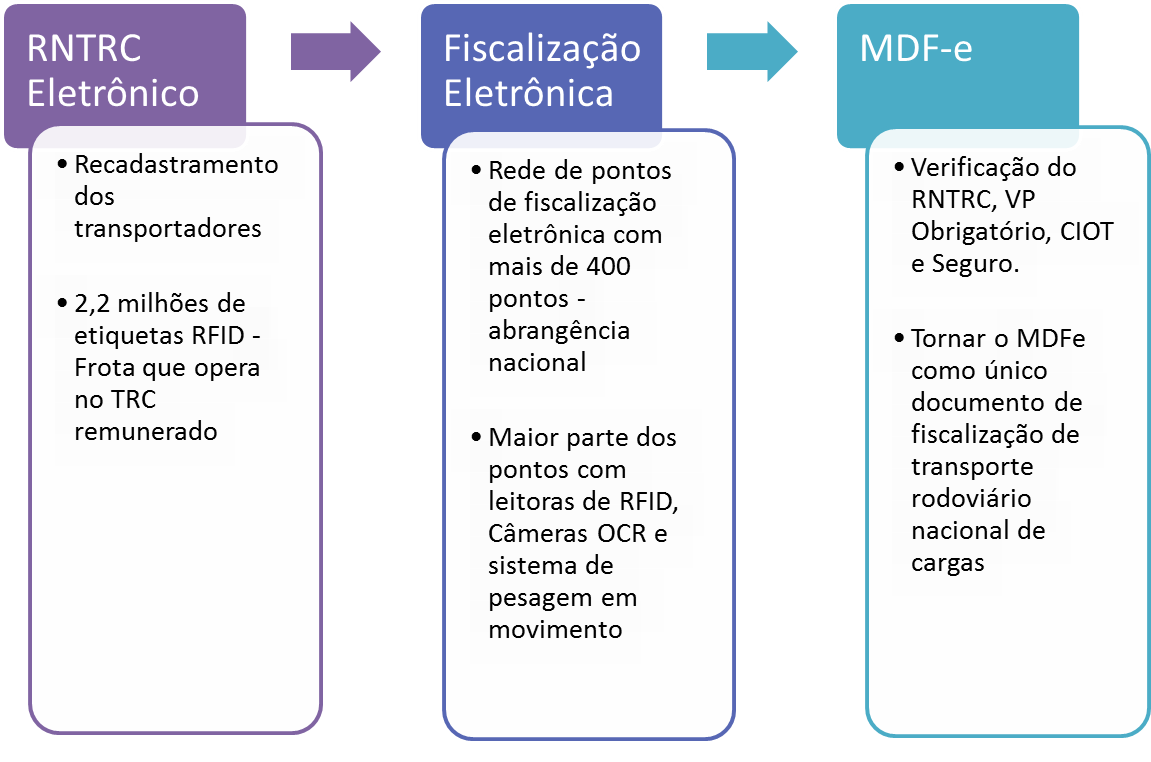 RNTRC
Eletrônico
• Recadastramento
dos
transportadores
• 2,2 milhões de
etiquetas RFID -
Frota que opera
no TRC
remunerado
Fiscalização
Eletrônica
• Rede de pontos
de fiscalização
eletrônica com
mais de 400
pontos -
abrangência
nacional
• Maior parte dos
pontos com
leitoras de RFID,
Câmeras OCR e
sistema de
pesagem em
movimento
MDF-e
• Verificação do
RNTRC, VP
Obrigatório, CIOT
e Seguro.
• Tornar o MDFe
como único
documento de
fiscalização de
transporte
rodoviário
nacional de
cargas